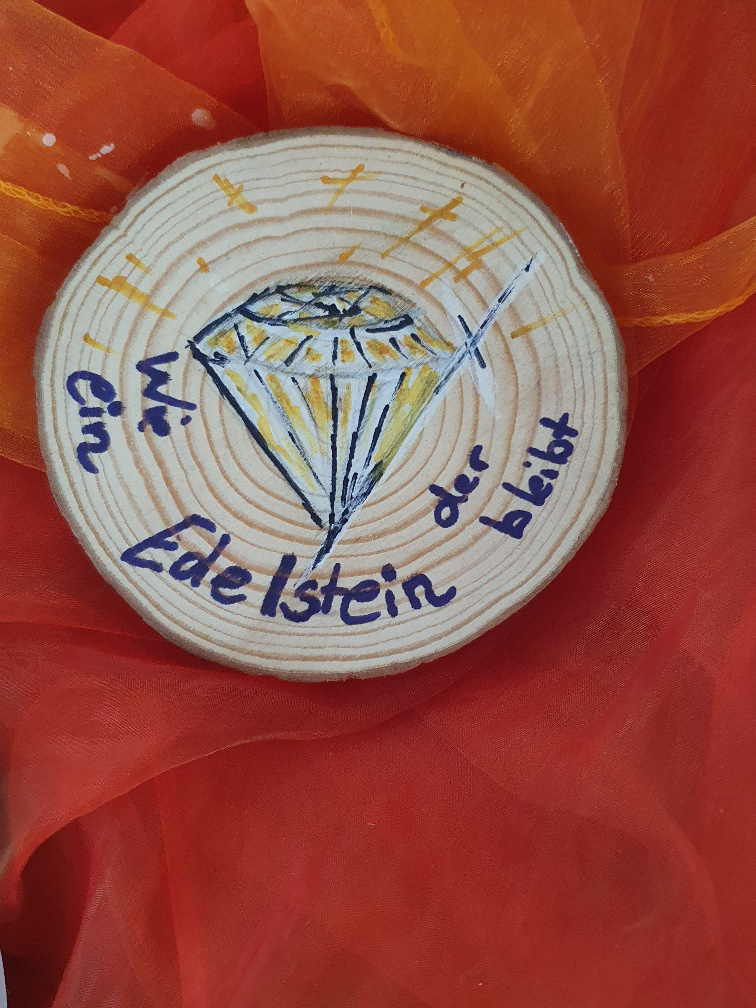 Wie
ein
Edelstein
der
bleibt